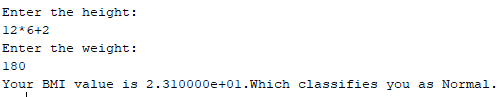 Enter the height:
12*6+2
Enter the weight:
180
Your BMI value is 2.310000e+01.Which classifies you as Normal.